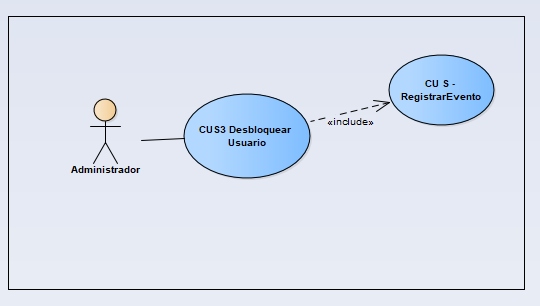 CU S -
RegistrarEvento
«include»
CUS3 Desbloquear
Usuario
Administrador